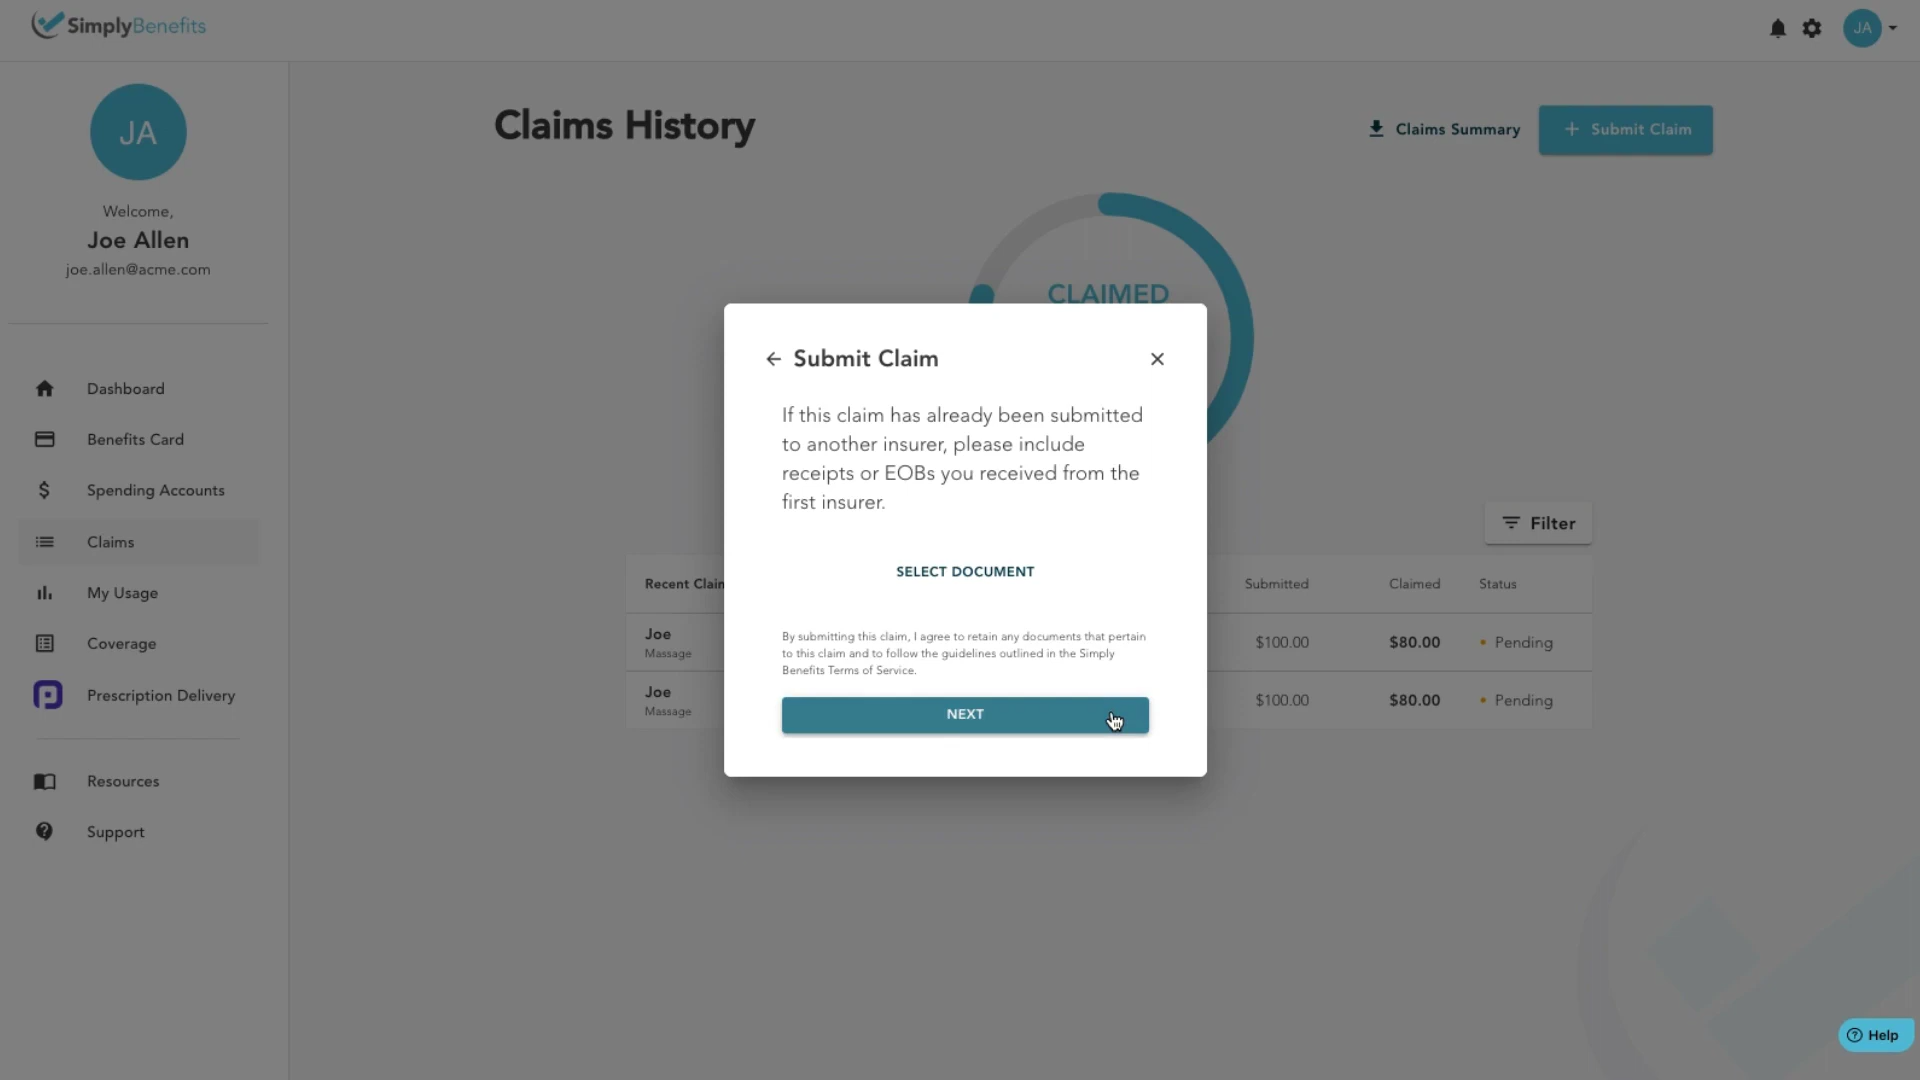 SimplyBenefits
JA
JA
Welcome,
Joe Allen
joe.allen@acme.com
Dashboard
Benefits Card
Spending Accounts
Claims
My Usage
Coverage
Prescription Delivery
Resources
Support
Claims History
Claims Summary
+ Submit Claim
CLAIMED
Submit Claim
If this claim has already been submitted
to another insurer, please include
receipts or EOBs you received from the
first insurer.
SELECT DOCUMENT
By submitting this claim, I agree to retain any documents that pertain
to this claim and to follow the guidelines outlined in the Simply
Benefits Terms of Service.
NEXT
Filter
Recent Claim Submitted Claimed Status
Joe
Massage
$100.00 $80.00 Pending
Joe
Massage
$100.00 $80.00 Pending
Help